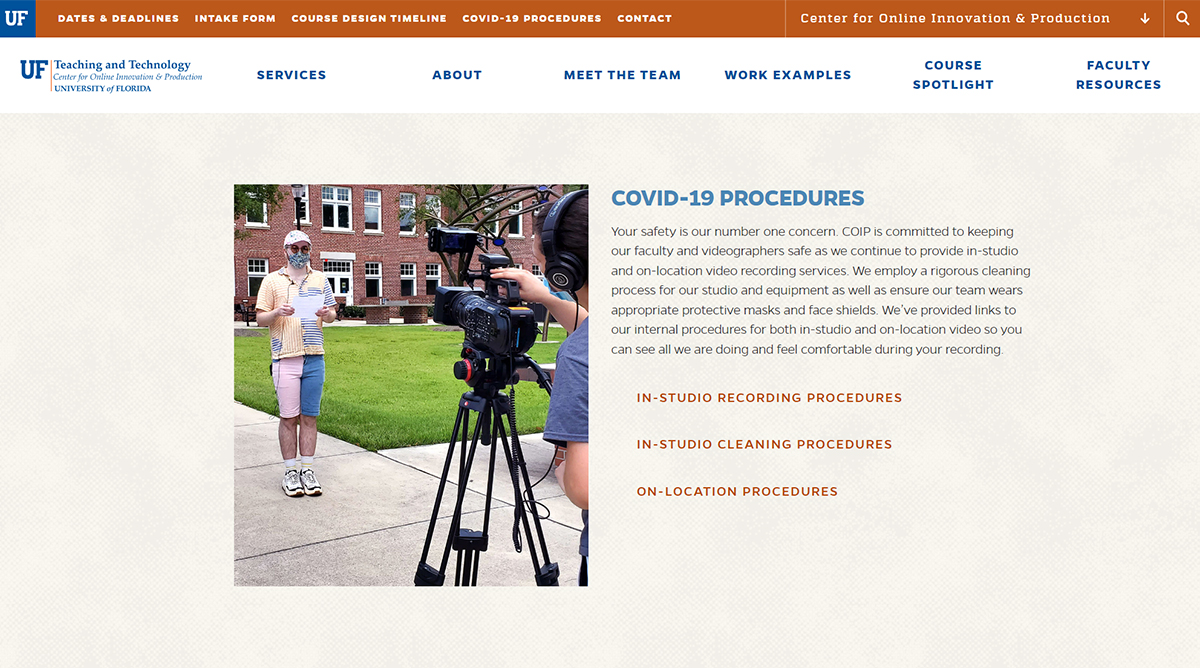 UF
DATES & DEADLINES INTAKE FORM COURSE DESIGN TIMELINE COVID-19 PROCEDURES CONTACT
Center for Online Innovation & Production
UF Teaching and Technology
Center for Online Innovation & Production
UNIVERSITY of FLORIDA
SERVICES
ABOUT
MEET THE TEAM
WORK EXAMPLES
COURSE
SPOTLIGHT
FACULTY
RESOURCES
COVID-19 PROCEDURES
Your safety is our number one concern. COIP is committed to keeping
our faculty and videographers safe as we continue to provide in-studio
and on-location video recording services. We employ a rigorous cleaning
process for our studio and equipment as well as ensure our team wears
appropriate protective masks and face shields. We've provided links to
our internal procedures for both in-studio and on-location video so you
can see all we are doing and feel comfortable during your recording.
IN-STUDIO RECORDING PROCEDURES
IN-STUDIO CLEANING PROCEDURES
ON-LOCATION PROCEDURES